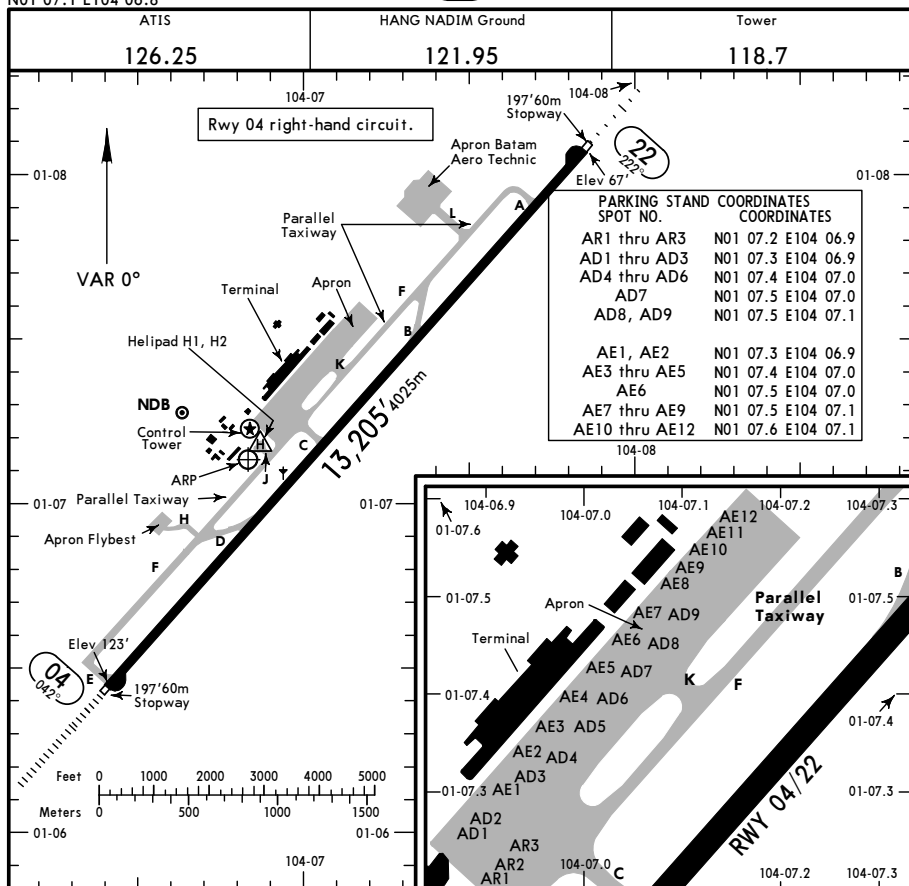 N01 07.1 E104 06.8
ATIS HANG NADIM Ground Tower
126.25 121.95 118.7
104-07
104-08
197'60m
Stopway
Rwy 04 right-hand circuit.
22
222°
Elev 67'
Apron Batam
Aero Technic
01-08
01-08
A
L
Parallel
Taxiway
PARKING STAND COORDINATES
SPOT NO. COORDINATES
AR1 thru AR3 N01 07.2 E104 06.9
AD1 thru AD3 N01 07.3 E104 06.9
AD4 thru AD6 N01 07.4 E104 07.0
AD7 N01 07.5 E104 07.0
AD8, AD9 N01 07.5 E104 07.1
AE1, AE2 N01 07.3 E104 06.9
AE3 thru AE5 N01 07.4 E104 07.0
AE6 N01 07.5 E104 07.0
AE7 thru AE9 N01 07.5 E104 07.1
AE10 thru AE12 N01 07.6 E104 07.1
VAR 0°
Terminal
Apron
F
B
Helipad H1, H2
K
NDB
Control
Tower
H
C
13,205' 4025m
ARP
J
104-08
Parallel Taxiway
01-07
01-07
H
Apron Flybest
D
F
Elev 123'
04
042°
E
197'60m
Stopway
Feet 0 1000 2000 3000 4000 5000
Meters 0 500 1000 1500
01-06
01-06
104-07
104-06.9
104-07.0
104-07.1
104-07.2
104-07.3
01-07.6
AE12
AE11
AE10
AE9
AE8
B
01-07.5
01-07.5
Apron
AE7 AD9
Parallel
Taxiway
Terminal
AE6 AD8
AE5 AD7
K
F
01-07.4
AE4 AD6
01-07.4
AE3 AD5
AE2 AD4
AD3
01-07.3
AE1
01-07.3
AD2
AD1
RWY 04/22
AR3
AR2
AR1
104-07.0
C
104-07.2
104-07.3